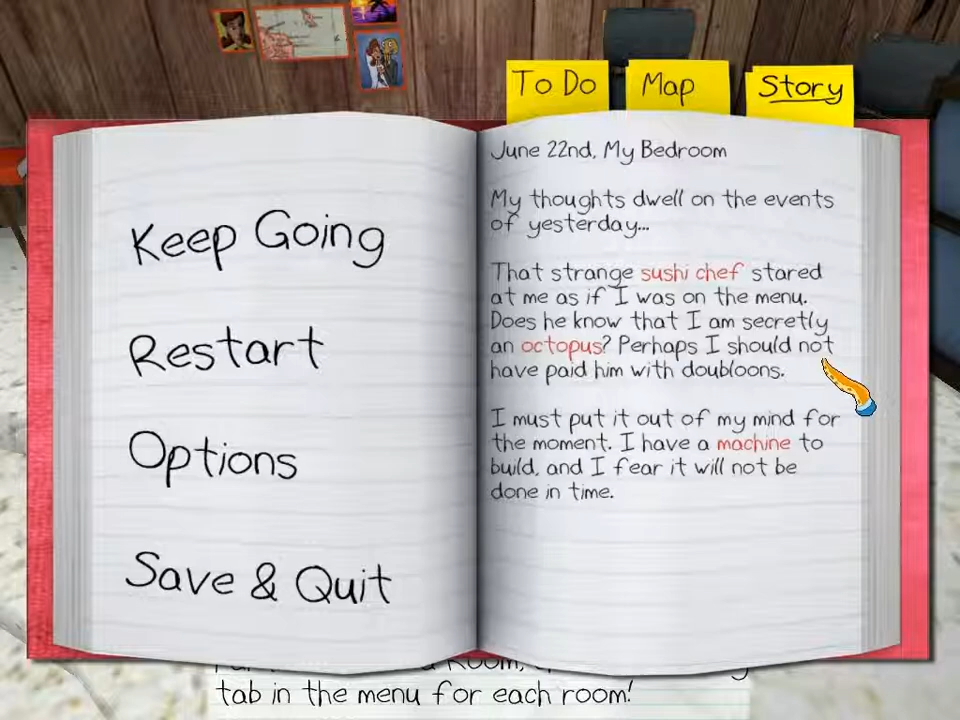 To Do
Map
Story
June 22nd, My Bedroom
My thoughts dwell on the events
of yesterday...
That strange sushi chef stared
at me as if I was on the menu.
Does he know that I am secretly
an octopus? Perhaps I should not
have paid him with doubloons.
I must put it out of my mind for
the moment. I have a machine to
build, and I fear it will not be
done in time.
Keep Going
Restart
Options
Save & Quit
Room,
tab in the menu for each room!